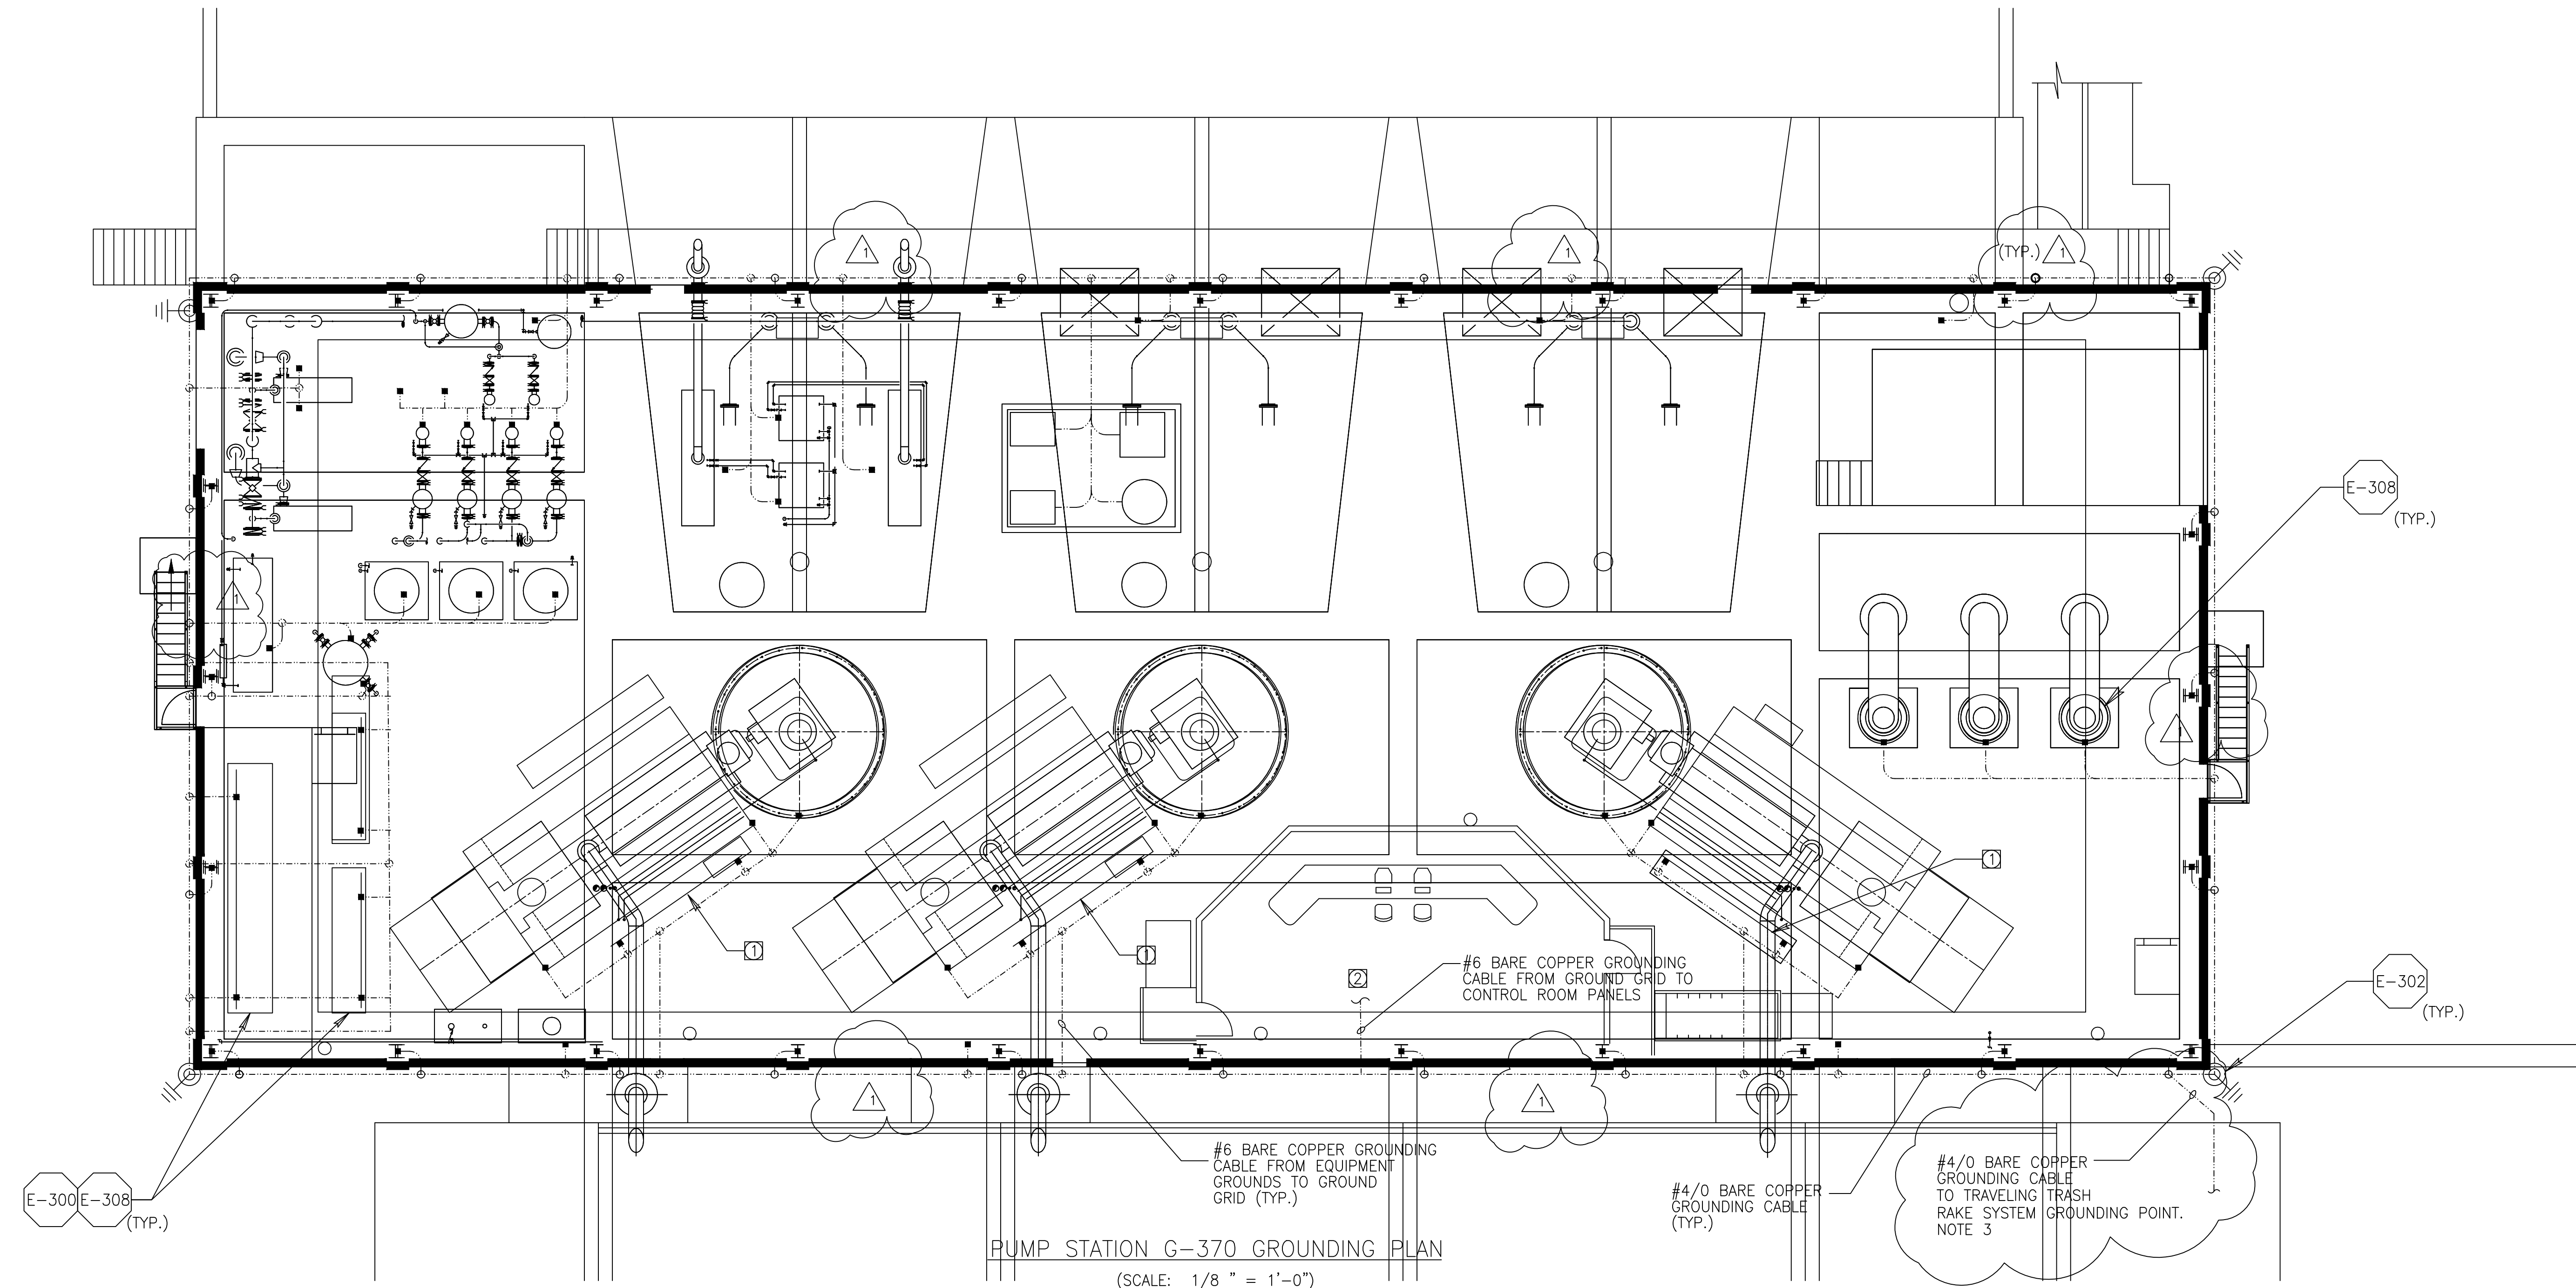 1
1
(TYP.)
1
E-308
(TYP.)
1
1
1
1
1
2
#6 BARE COPPER GROUNDING
CABLE FROM GROUND GRID TO
CONTROL ROOM PANELS
E-302
(TYP.)
1
1
#6 BARE COPPER GROUNDING
CABLE FROM EQUIPMENT
GROUNDS TO GROUND
GRID (TYP.)
#4/0 BARE COPPER
GROUNDING CABLE
(TYP.)
#4/0 BARE COPPER
GROUNDING CABLE
TO TRAVELING TRASH
RAKE SYSTEM GROUNDING POINT.
NOTE 3
E-300 E-308
(TYP.)
PUMP STATION G-370 GROUNDING PLAN
(SCALE: 1/8 " = 1'-0")